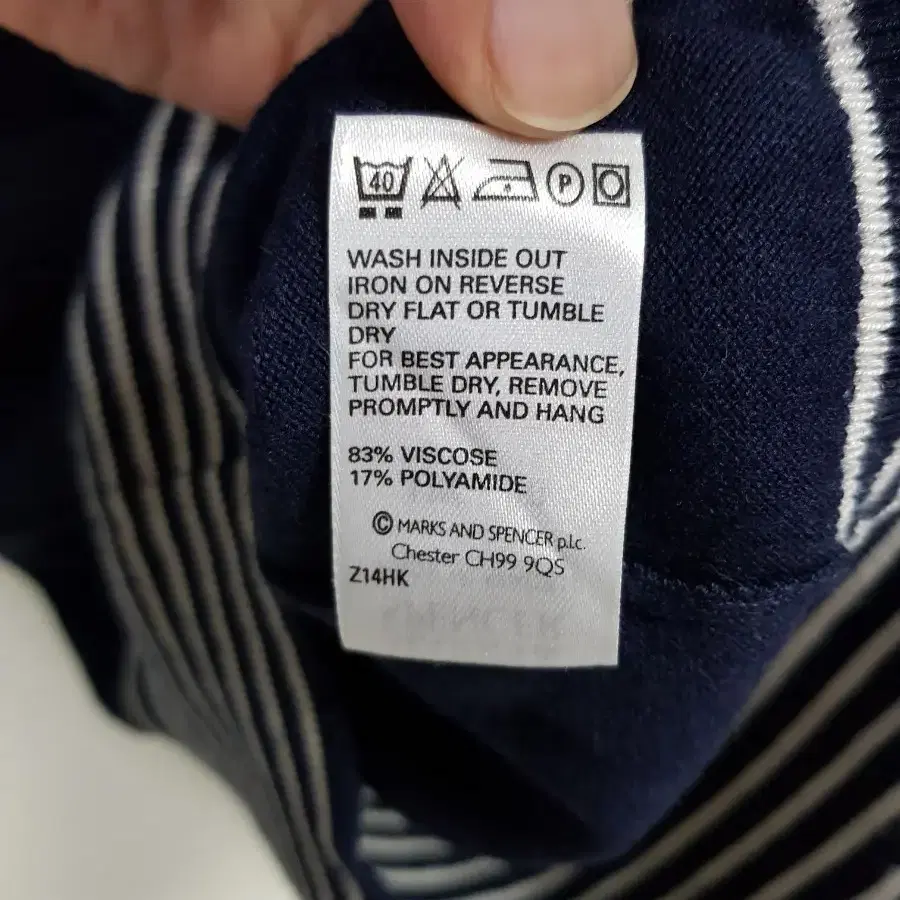 40 P
WASH INSIDE OUT
IRON ON REVERSE
DRY FLAT OR TUMBLE
DRY
FOR BEST APPEARANCE,
TUMBLE DRY, REMOVE
PROMPTLY AND HANG
83% VISCOSE
17% POLYAMIDE
© MARKS AND SPENCER p.l.c.
Chester CH99 9QS
Z14HK